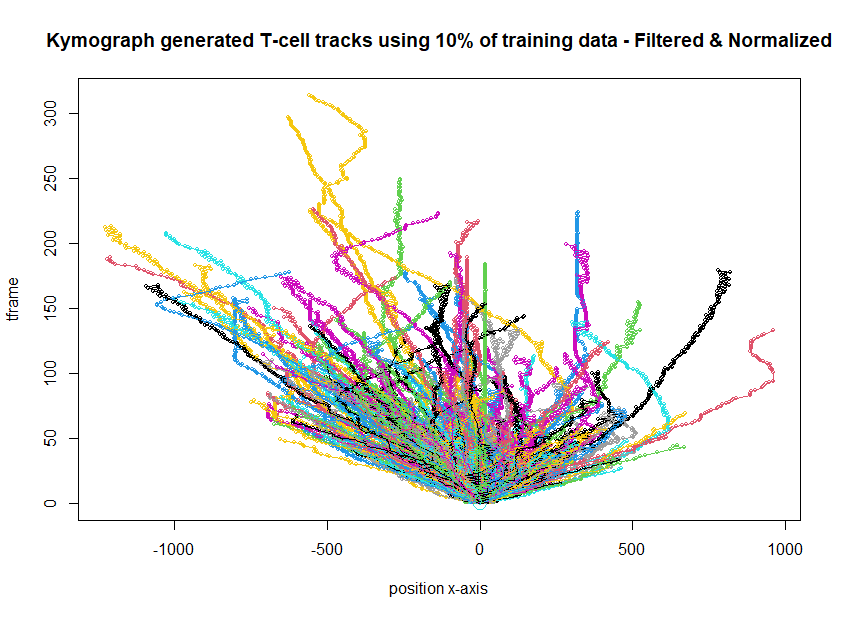 Kymograph generated T-cell tracks using 10% of training data - Filtered & Normalized
300
250
200
150
100
50
0
tframe
-1000 -500 0 500 1000
position x-axis